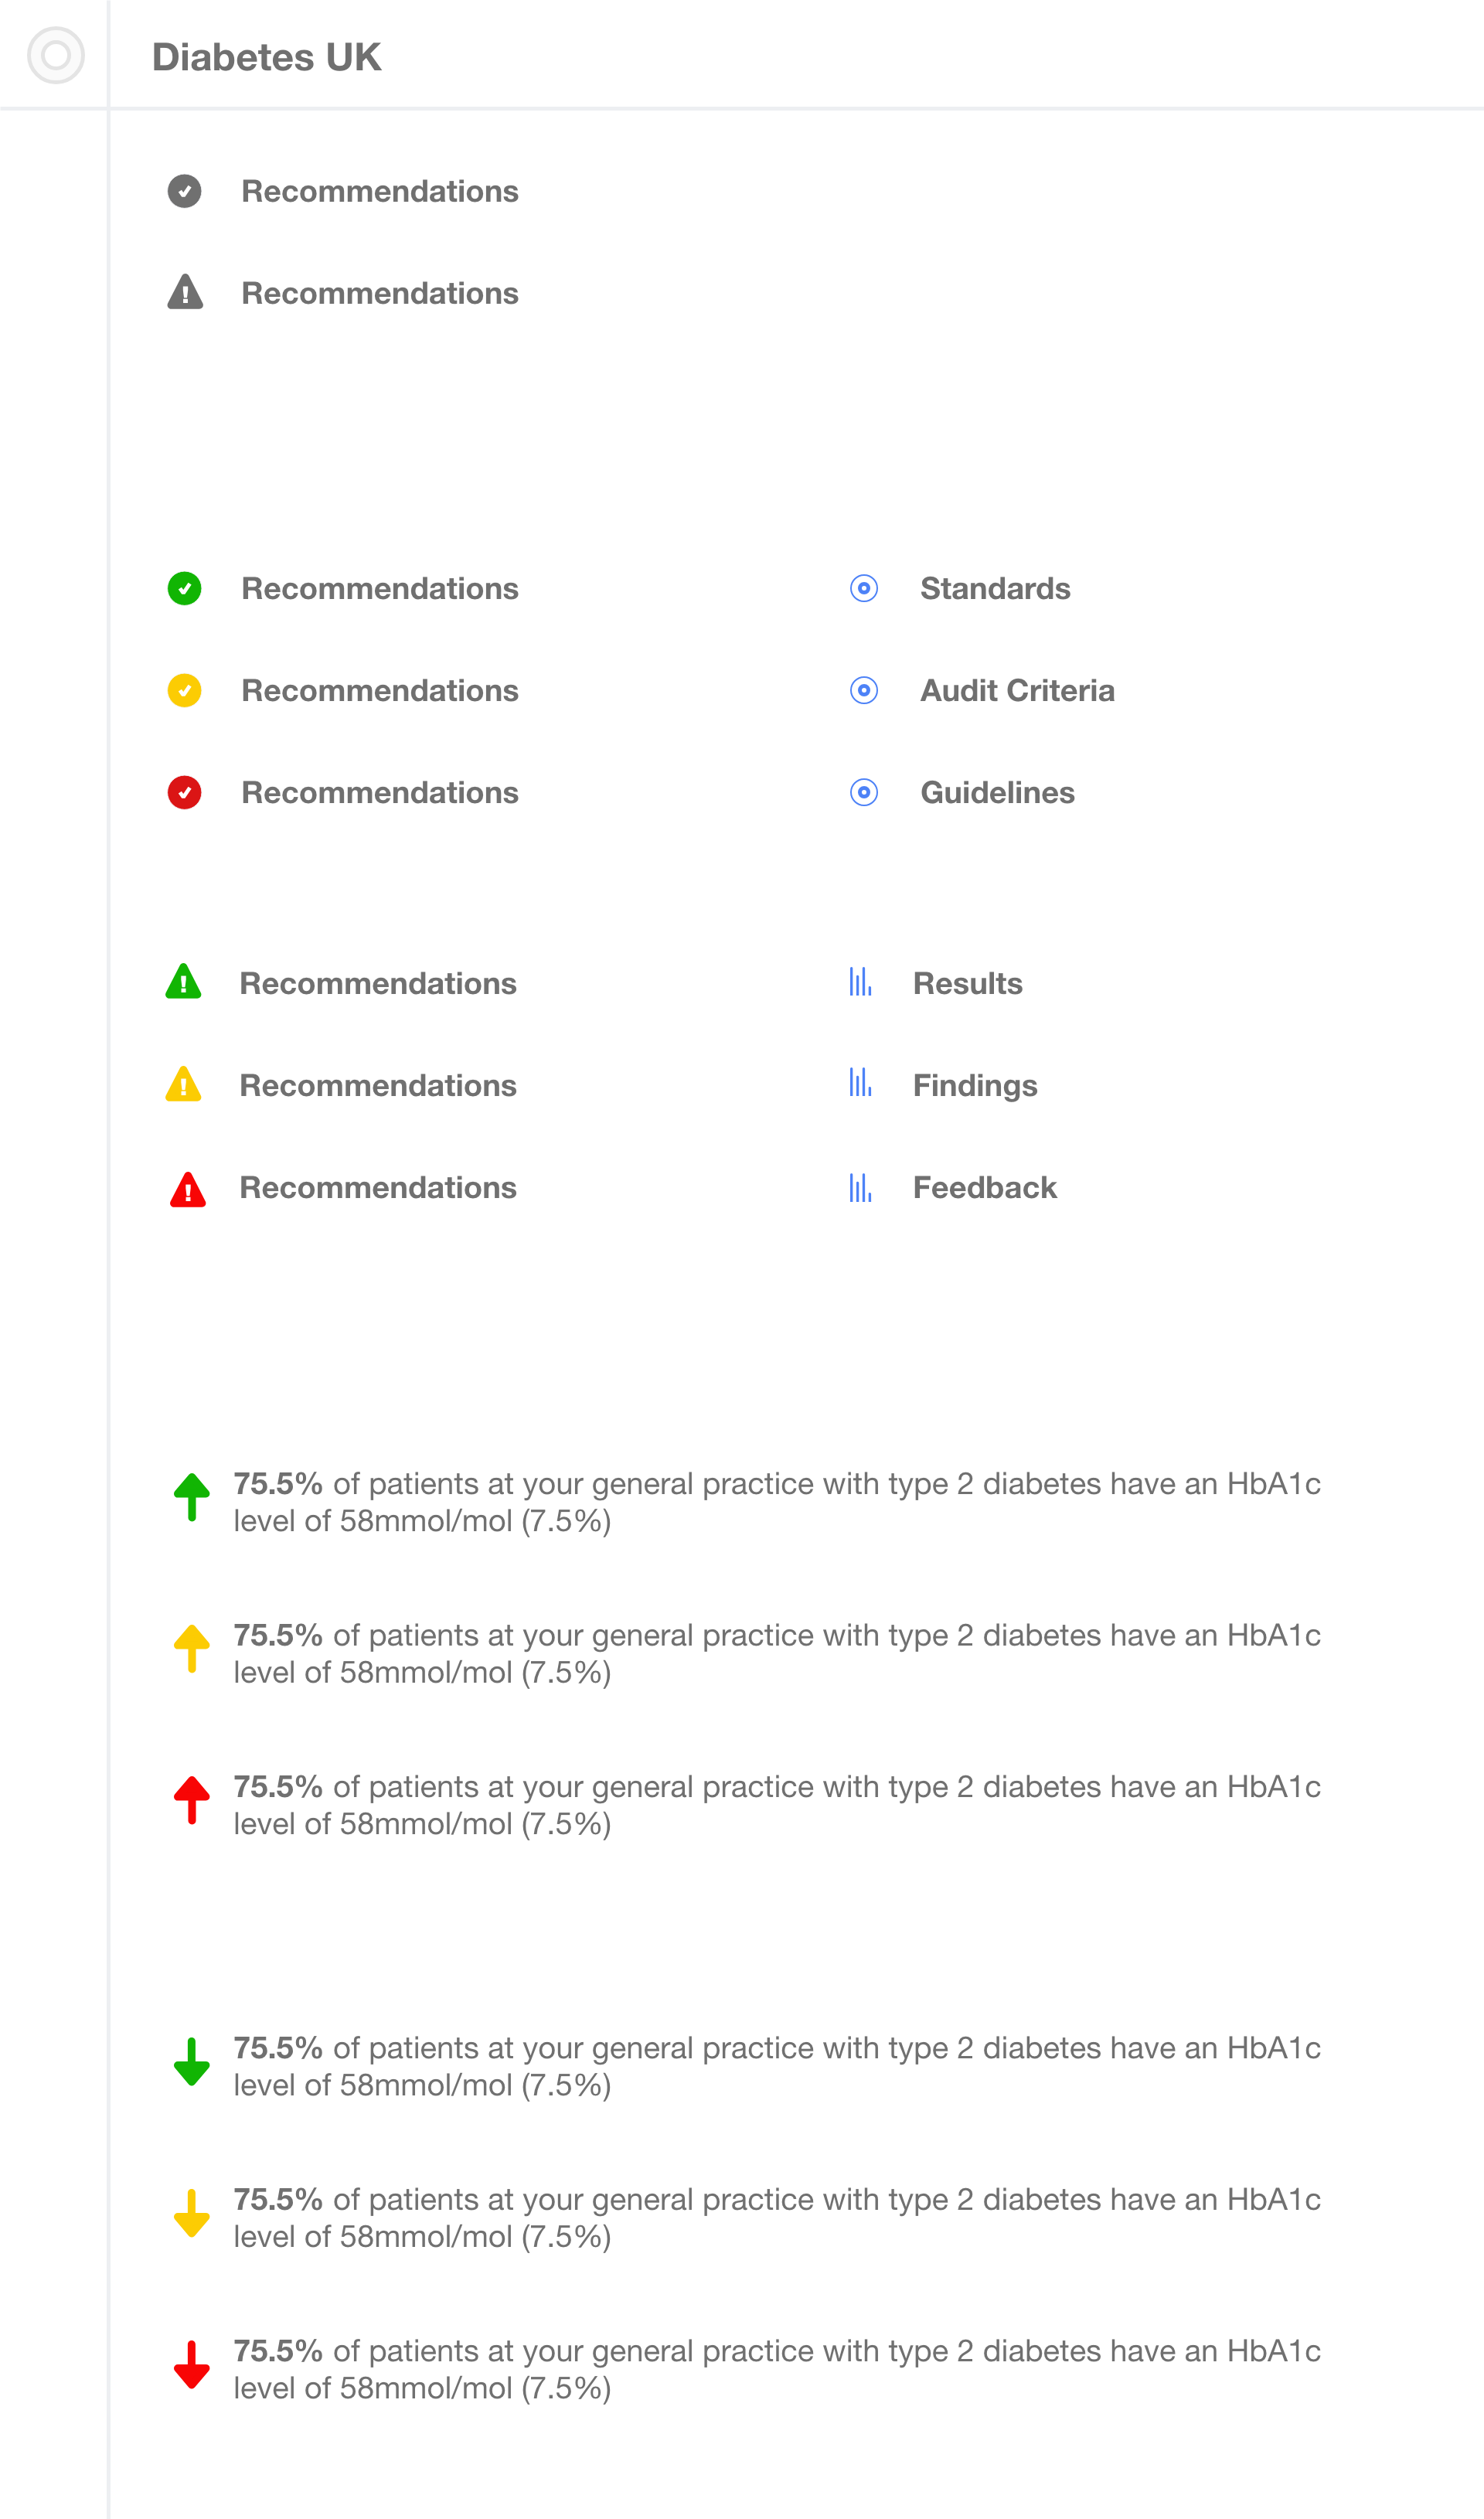 Diabetes UK
Recommendations
Recommendations
Recommendations
Standards
Recommendations
Audit Criteria
Recommendations
Guidelines
Recommendations
Results
Recommendations
Findings
Recommendations
Feedback
75.5% of patients at your general practice with type 2 diabetes have an HbA1c
level of 58mmol/mol (7.5%)
75.5% of patients at your general practice with type 2 diabetes have an HbA1c
level of 58mmol/mol (7.5%)
75.5% of patients at your general practice with type 2 diabetes have an HbA1c
level of 58mmol/mol (7.5%)
75.5% of patients at your general practice with type 2 diabetes have an HbA1c
level of 58mmol/mol (7.5%)
75.5% of patients at your general practice with type 2 diabetes have an HbA1c
level of 58mmol/mol (7.5%)
75.5% of patients at your general practice with type 2 diabetes have an HbA1c
level of 58mmol/mol (7.5%)